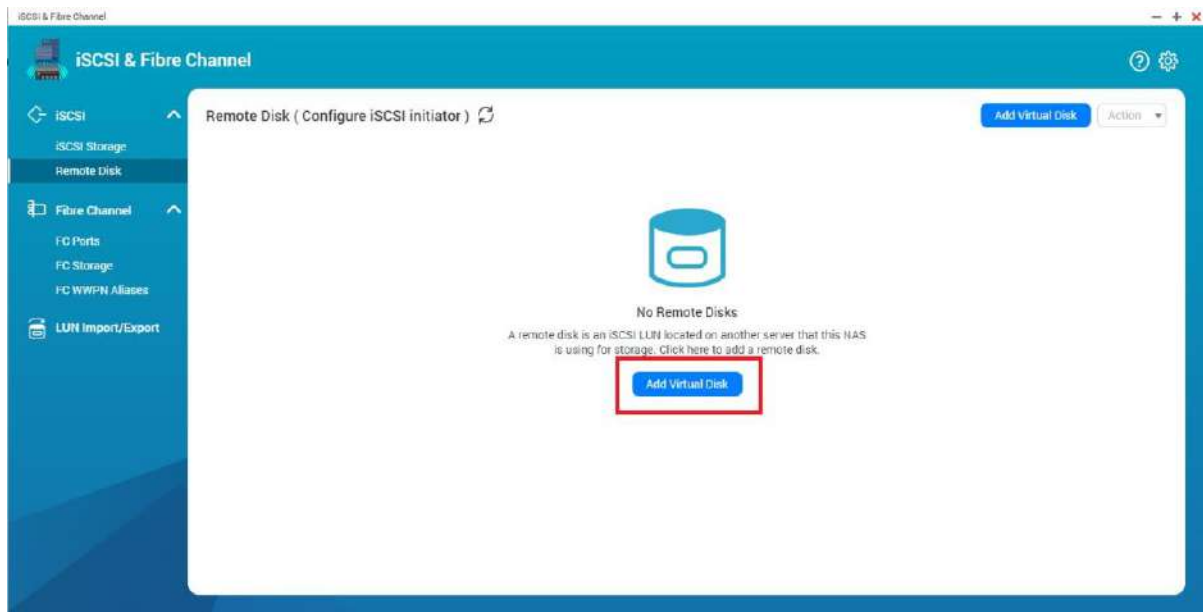 iSCSI & Fibre Channel
iSCSI & Fibre Channel
iSCSI
iSCSI Storage
Remote Disk
Fibre Channel
FC Ports
FC Storage
FC WWPN Aliases
LUN Import/Export
Remote Disk ( Configure iSCSI initiator )
Add Virtual Disk
Action
No Remote Disks
A remote disk is an iSCSI LUN located on another server that this NAS
is using for storage. Click here to add a remote disk.
Add Virtual Disk